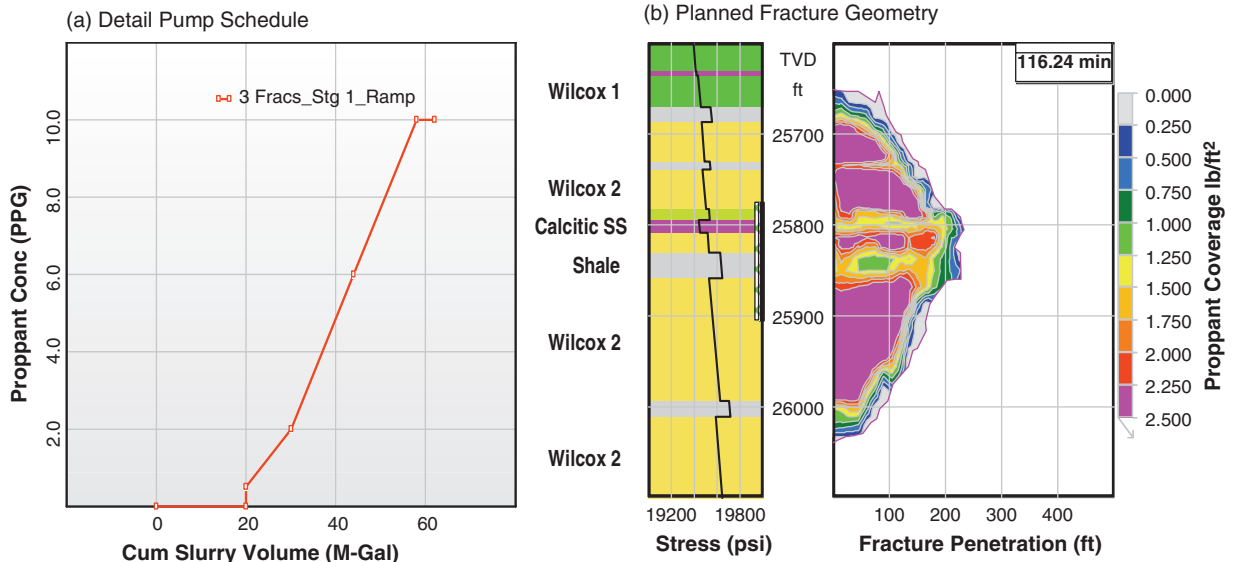 (a) Detail Pump Schedule
3 Fracs_Stg 1_Ramp
10.0
8.0
6.0
4.0
2.0
Proppant Conc (PPG)
0
20
40
60
Cum Slurry Volume (M-Gal)
(b) Planned Fracture Geometry
Wilcox 1
Wilcox 2
Calcitic SS
Shale
Wilcox 2
Wilcox 2
19200
19800
Stress (psi)
TVD
ft
25700
25800
25900
26000
116.24 min
100
200
300
400
Fracture Penetration (ft)
0.000
0.250
0.500
0.750
1.000
1.250
1.500
1.750
2.000
2.250
2.500
Proppant Coverage lb/ft²